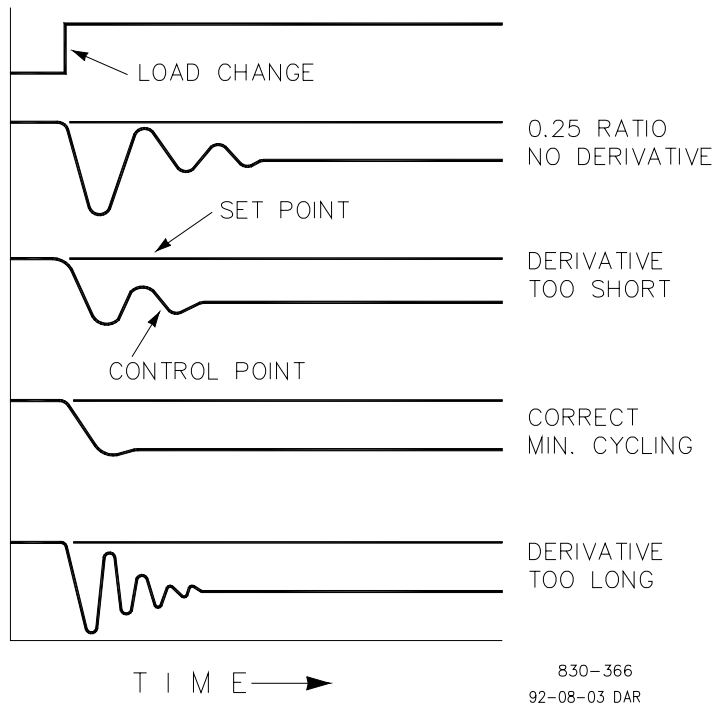 LOAD CHANGE
0.25 RATIO
NO DERIVATIVE
SET POINT
DERIVATIVE
TOO SHORT
CONTROL POINT
CORRECT
MIN. CYCLING
DERIVATIVE
TOO LONG
TIME
830-366
92-08-03 DAR